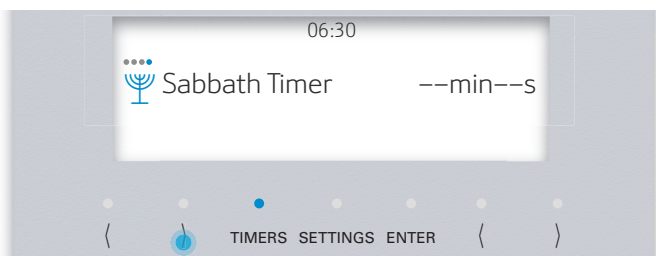 06:30
Sabbath Timer --min--s
⟨ ⟩ TIMERS SETTINGS ENTER ⟨ ⟩